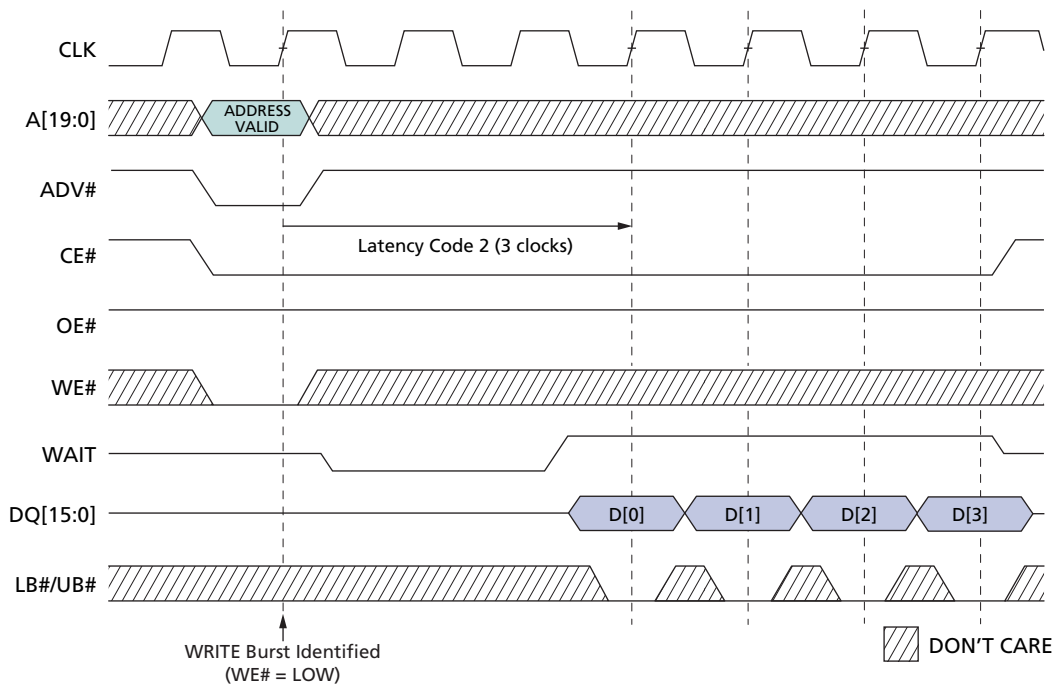 CLK
A[19:0]
ADDRESS
VALID
ADV#
Latency Code 2 (3 clocks)
CE#
OE#
WE#
WAIT
DQ[15:0]
D[0] D[1] D[2] D[3]
LB#/UB#
WRITE Burst Identified
(WE# = LOW)
DON'T CARE